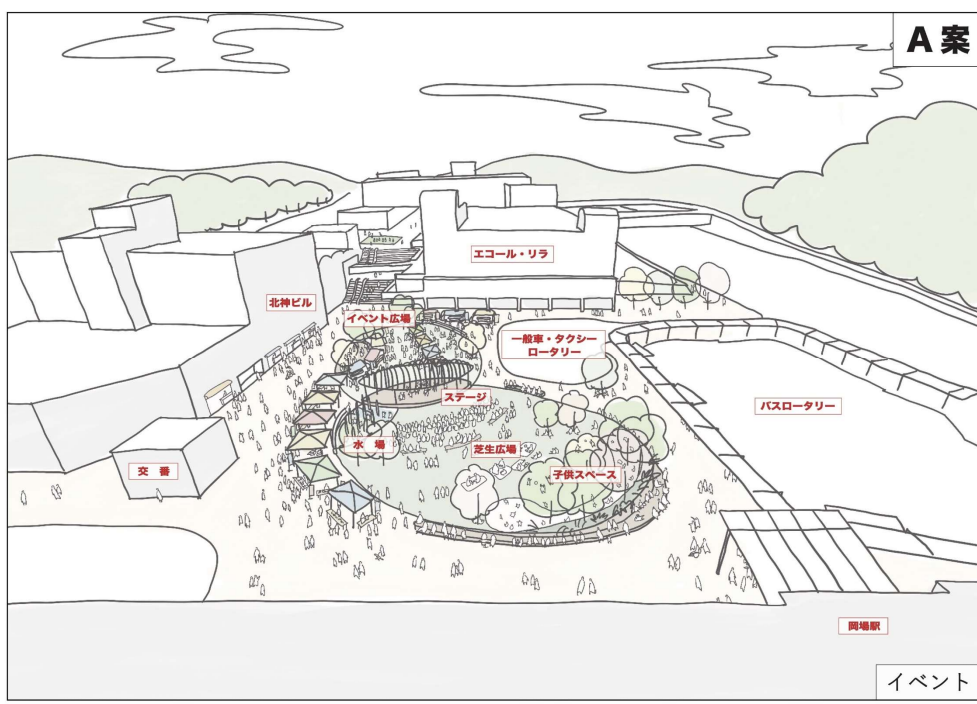 A案
エコール・リラ
北神ビル
イベント広場
一般車・タクシー
ロータリー
バスロータリー
ステージ
水 場
芝生広場
子供スペース
交 番
岡場駅
イベント